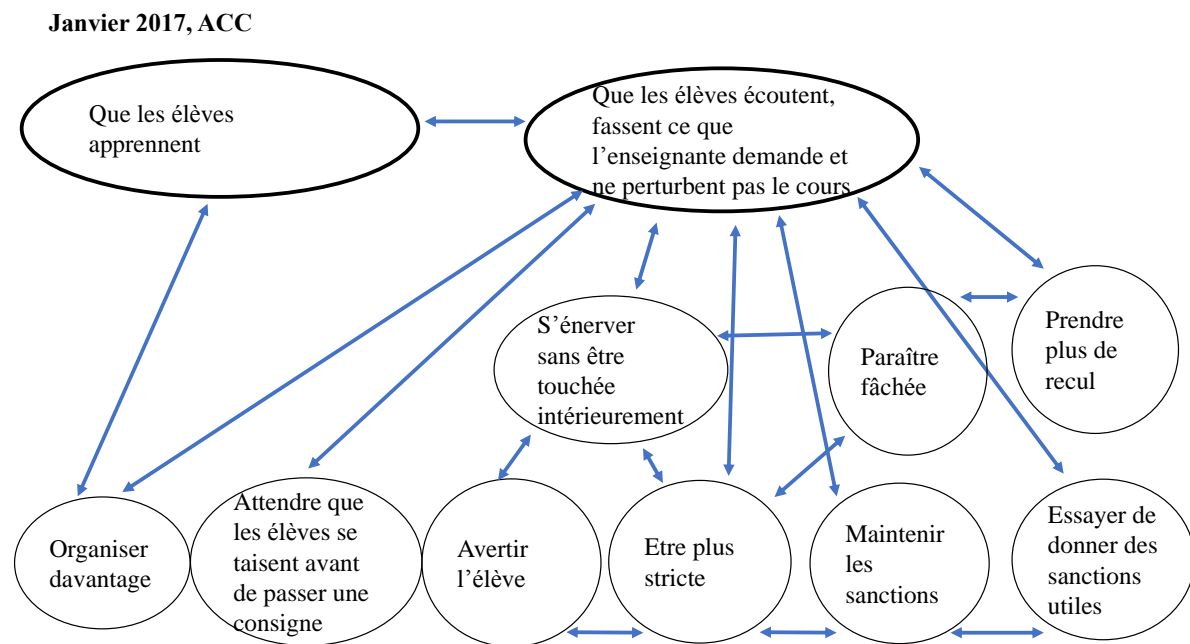 Janvier 2017, ACC
Que les élèves
apprennent
Que les élèves écoutent,
fassent ce que
l’enseignante demande et
ne perturbent pas le cours
S’énerver
sans être
touchée
intérieurement
Paraître
fâchée
Prendre
plus de
recul
Organiser
davantage
Attendre que
les élèves se
taisent avant
de passer une
consigne
Avertir
l’élève
Etre plus
stricte
Maintenir
les
sanctions
Essayer de
donner des
sanctions
utiles